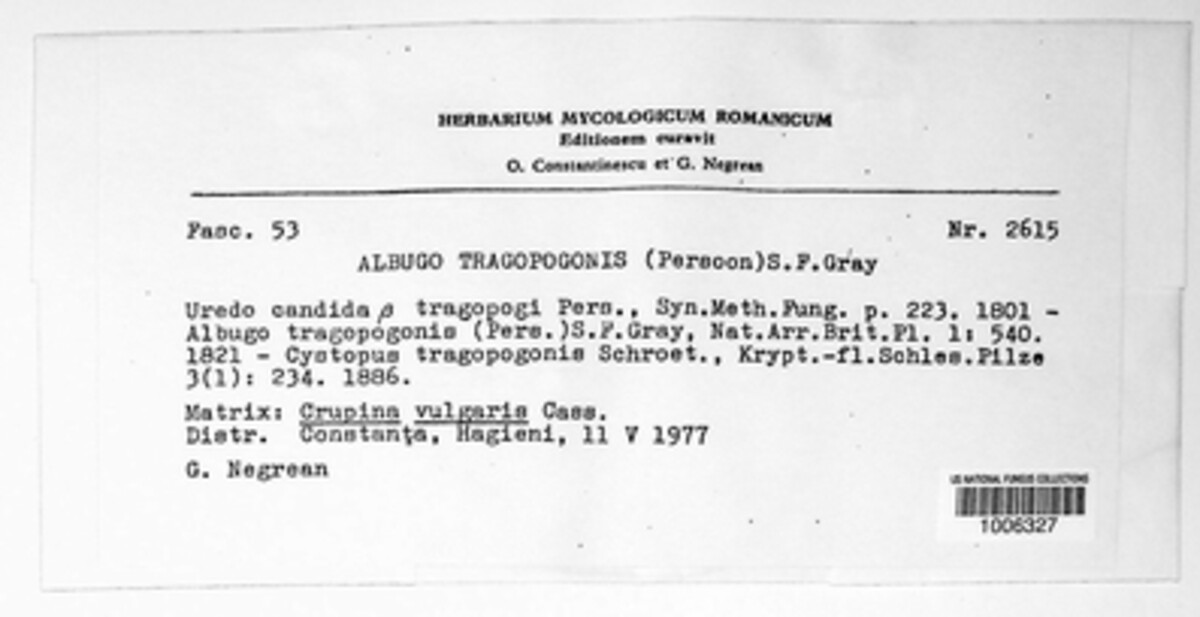 HERBARIUM MYCOLOGICUM ROMANICUM
Editionem curavit
O. Constantinescu et G. Negrean
Fasc. 53 Nr. 2615
ALBUGO TRAGOPOGONIS (Persoon)S.F.Gray
Uredo candida β tragopogi Pers., Syn.Meth.Fung. p. 223. 1801 -
Albugo tragopogonis (Pers.)S.F.Gray, Nat.Arr.Brit.Pl. 1: 540.
1821 - Cystopus tragopogonis Schroet., Krypt.-fl.Schles.Pilze
3(1): 234. 1886.
Matrix: Crupina vulgaris Cass.
Distr. Constanţa, Hagieni, 11 V 1977
G. Negrean
US NATIONAL FUNGUS COLLECTIONS
1006327